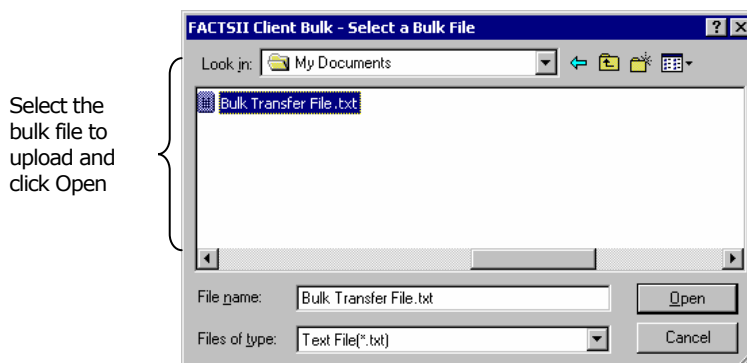 FACTSII Client Bulk - Select a Bulk File
Look in: My Documents
Select the
bulk file to
upload and
click Open
Bulk Transfer File.txt
File name: Bulk Transfer File.txt Open
Files of type: Text File(*.txt) Cancel